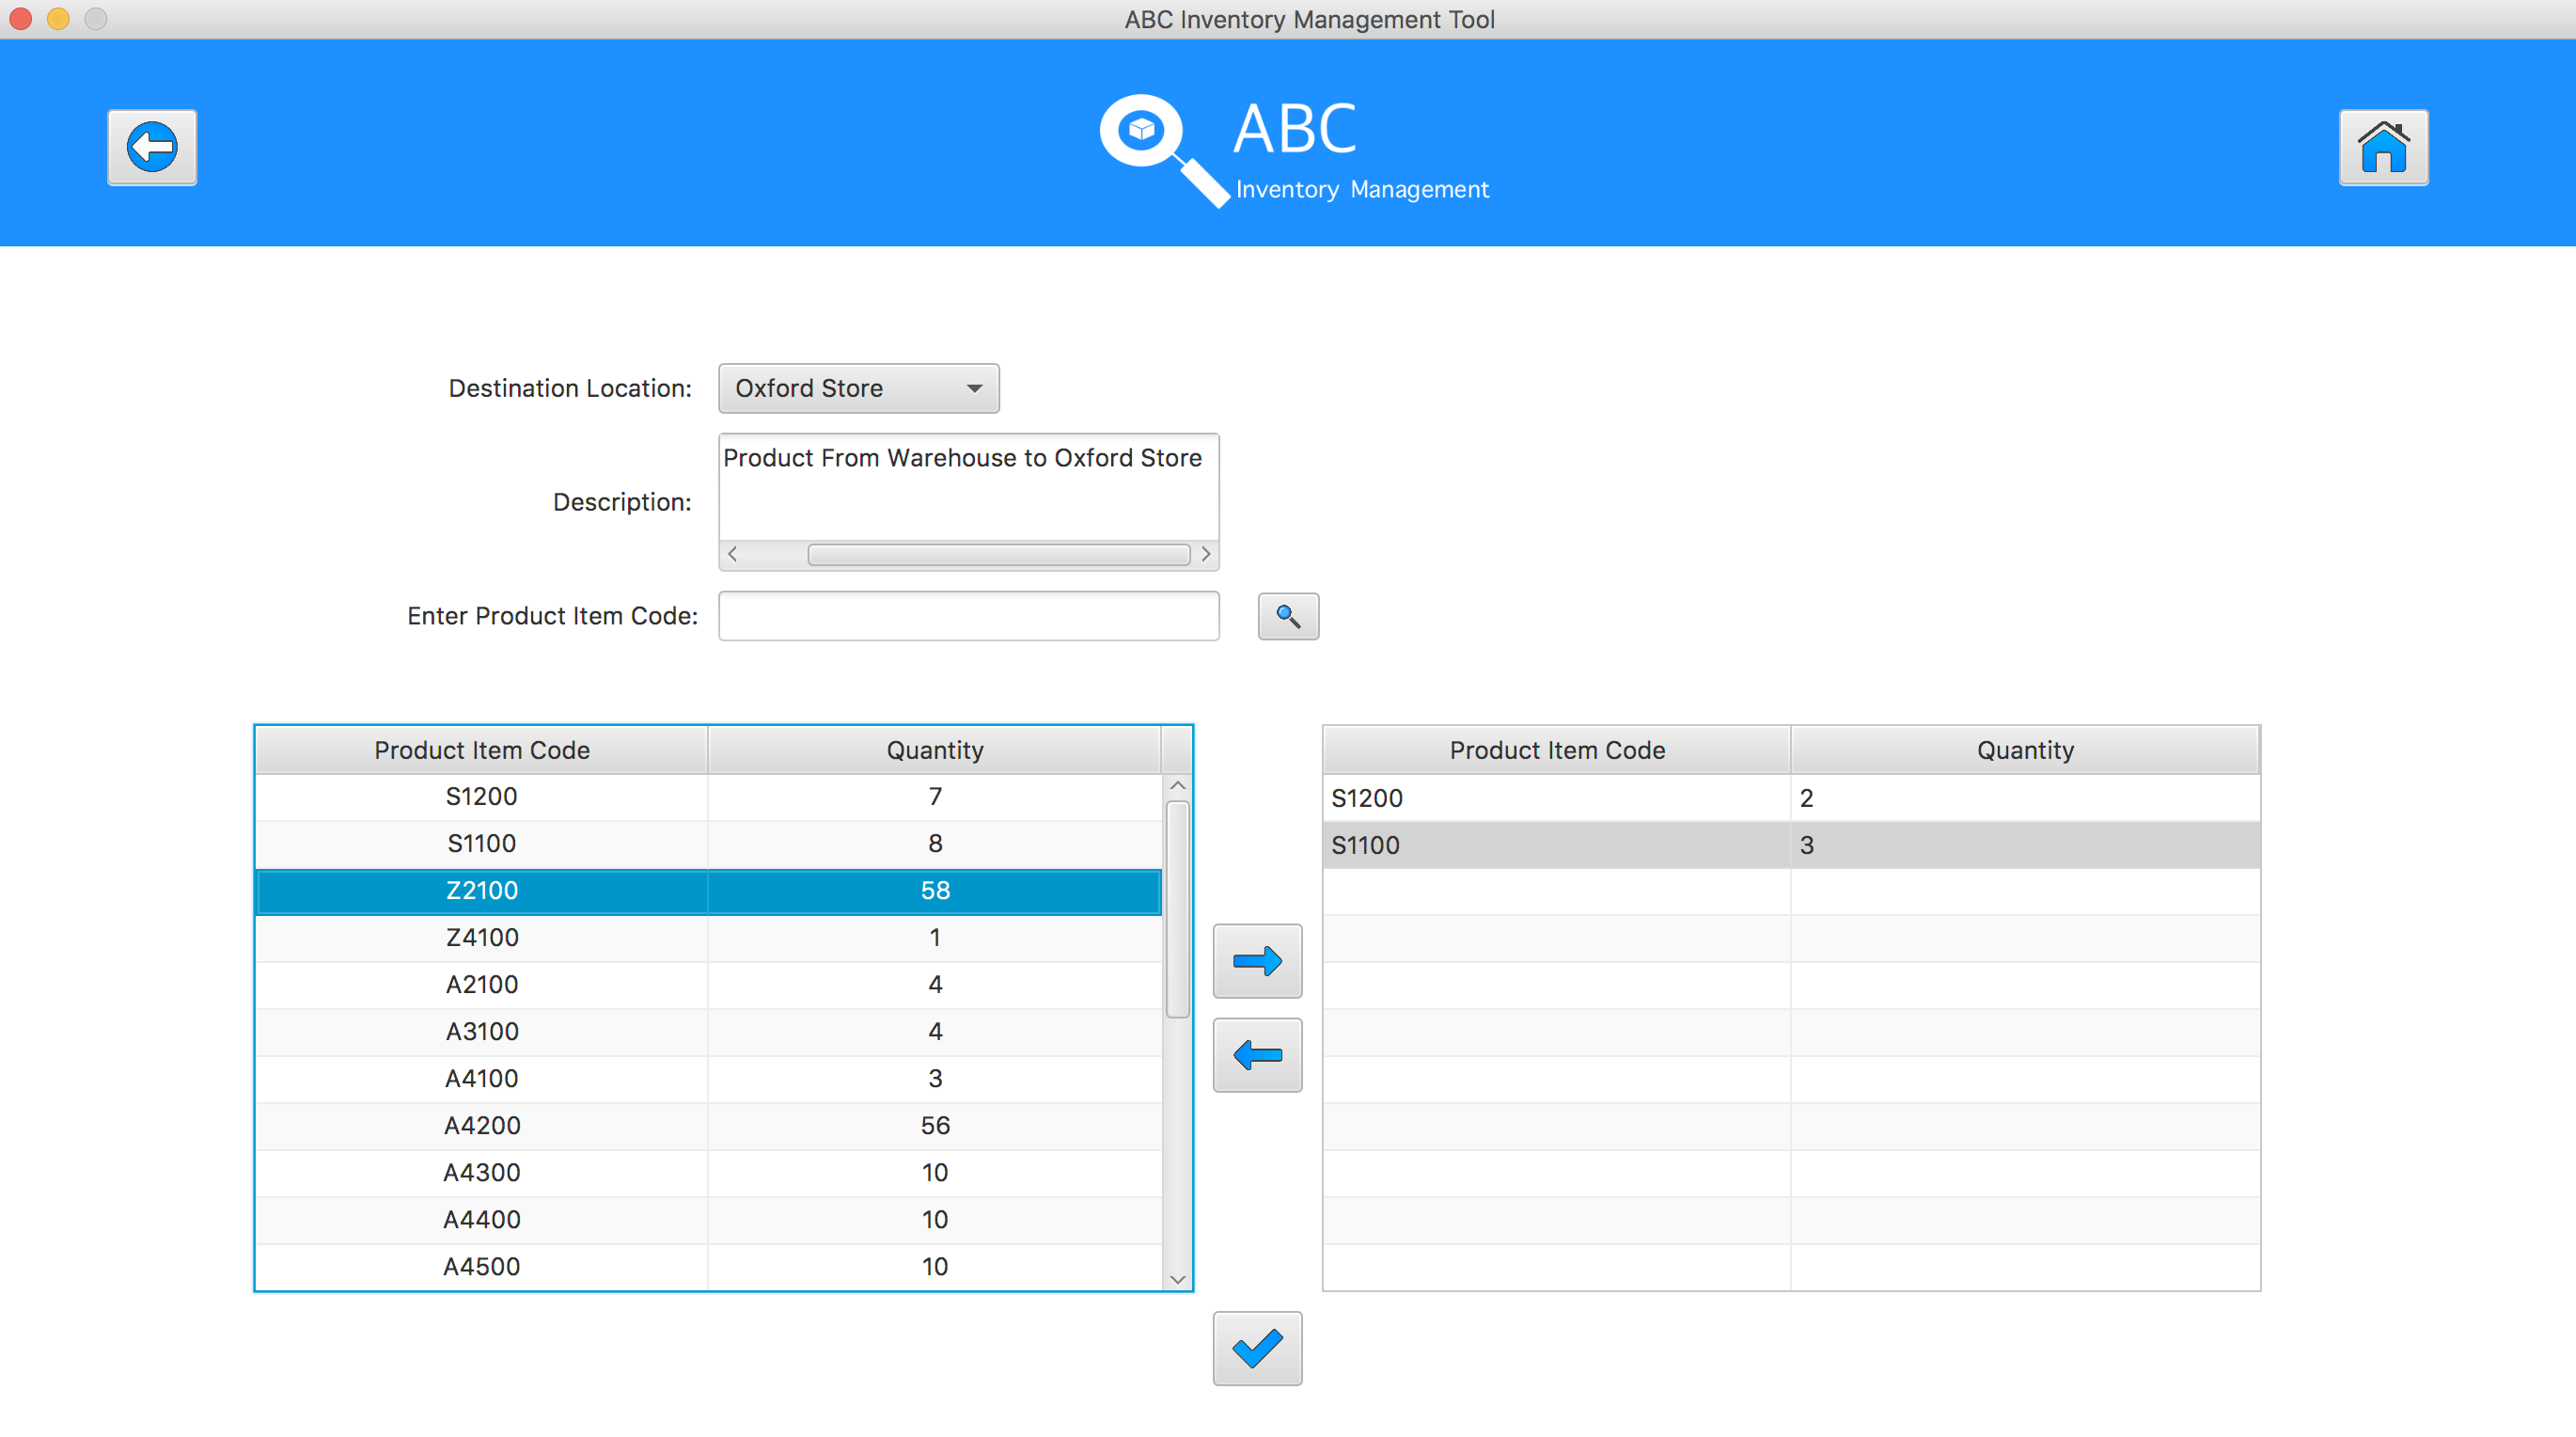 ABC Inventory Management Tool
ABC
Inventory Management
Destination Location: Oxford Store
Description: Product From Warehouse to Oxford Store
Enter Product Item Code:
Product Item Code Quantity
S1200 7
S1100 8
Z2100 58
Z4100 1
A2100 4
A3100 4
A4100 3
A4200 56
A4300 10
A4400 10
A4500 10
Product Item Code Quantity
S1200 2
S1100 3